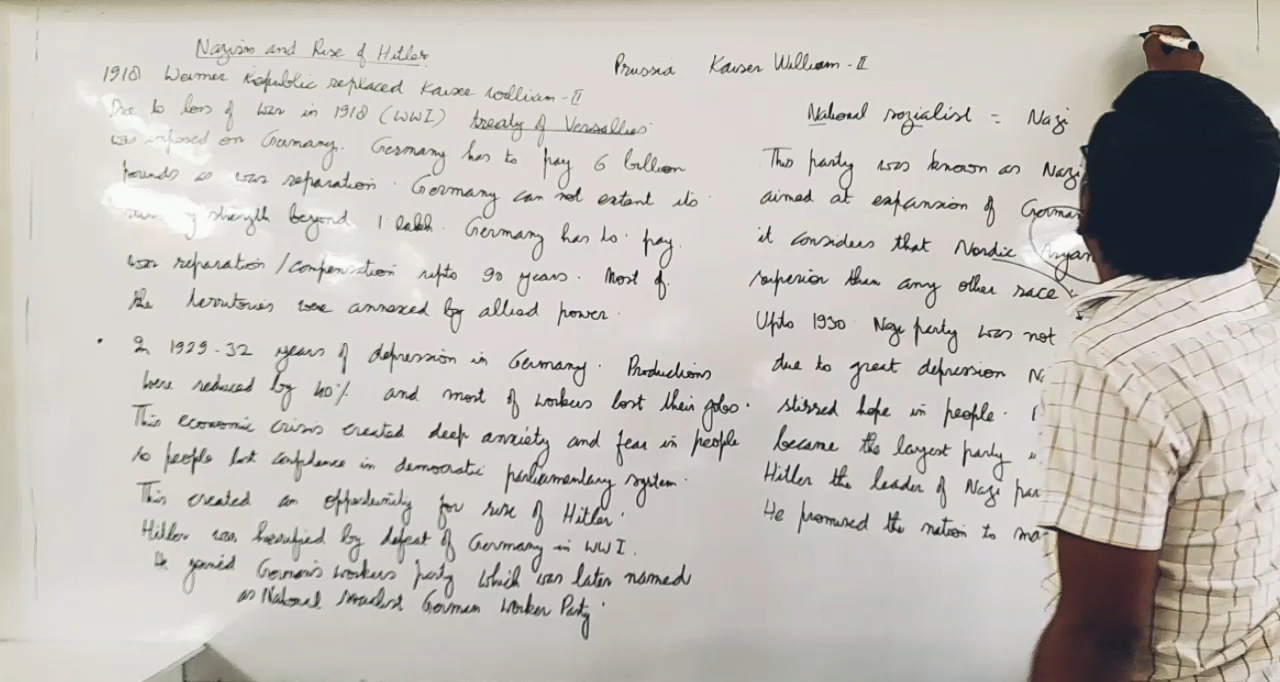 Nazism and Rise of Hitler
1918 Weimer Republic replaced Kaiser William-II
Due to loss of war in 1918 (WWI) treaty of Versallies
was imposed on Germany. Germany has to pay 6 billion
pounds as war reparation. Germany can not extant its
strength beyond 1 lakh. Germany has to pay
war reparation/compensation upto 90 years. Most of
the territories were annexed by allied power.
In 1929-32 years of depression in Germany. Productions
were reduced by 40% and most of workers lost their jobs.
This economic crisis created deep anxiety and fear in people
so people lost confidence in democratic parliamentary system.
This created an opportunity for rise of Hitler.
Hitler was horrified by defeat of Germany in WWI.
He joined German's workers party which was later named
as National Socialist German Worker Party.
Prussia Kaiser William-II
National sozialist = Nazi
This party was known as Nazi
aimed at expansion of German
it considers that Nordic Aryan
superior than any other race
Upto 1930 Nazi party was not
due to great depression
stirred hope in people.
became the largest party
Hitler the leader of Nazi par
He promised the nation to ma